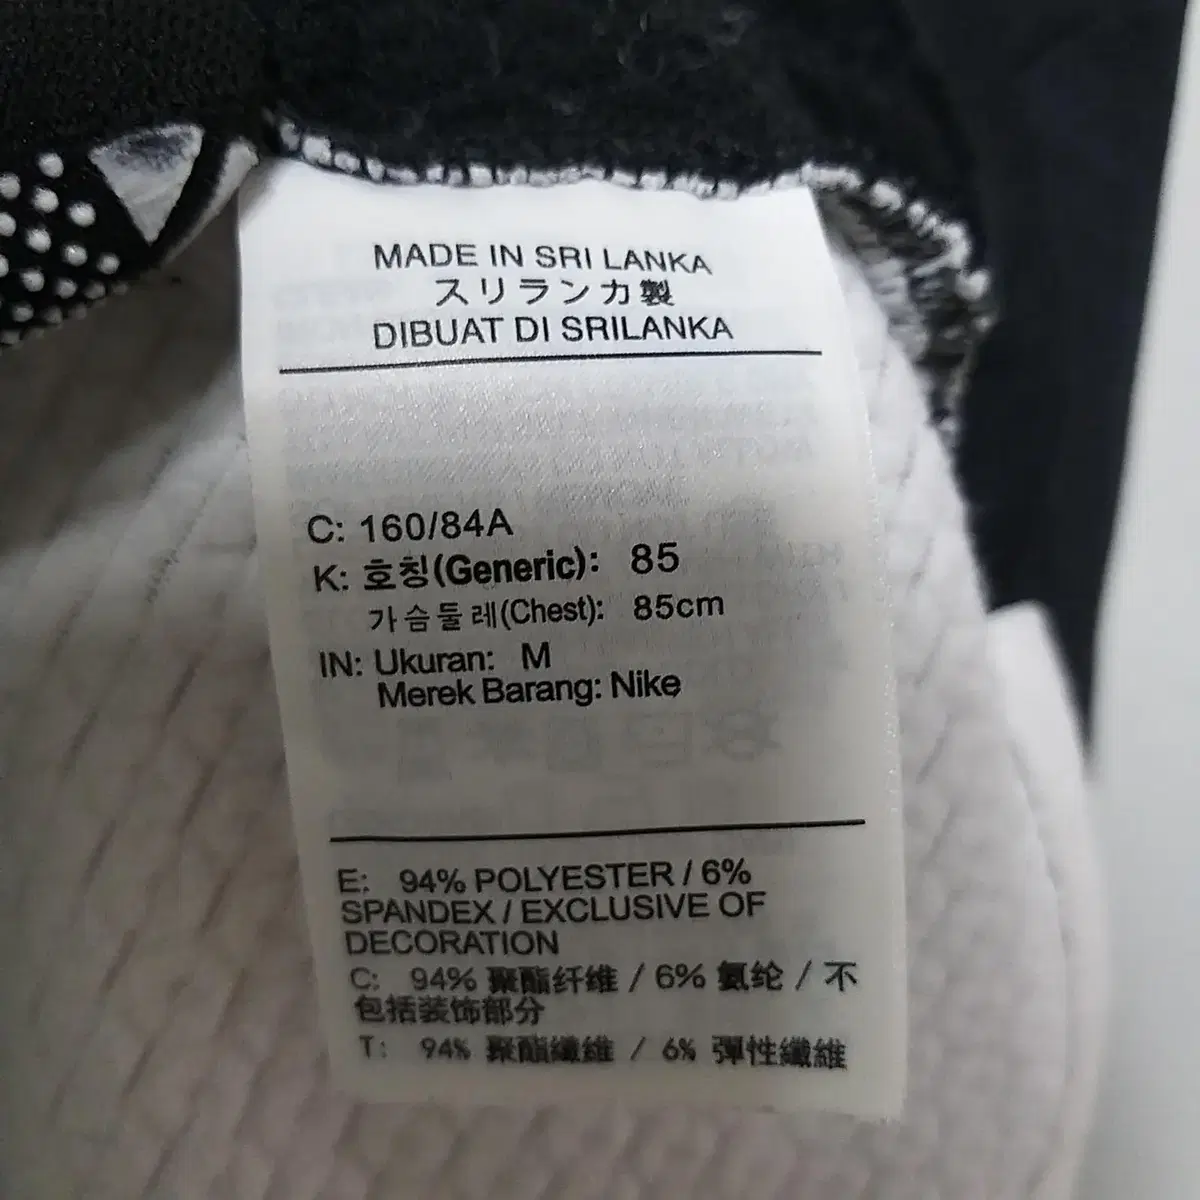 MADE IN SRI LANKA
スリランカ製
DIBUAT DI SRILANKA
C: 160/84A
K: 호칭(Generic): 85
가슴둘레(Chest): 85cm
IN: Ukuran: M
Merek Barang: Nike
E: 94% POLYESTER / 6%
SPANDEX / EXCLUSIVE OF
DECORATION
C: 94% 聚酯纤维 / 6% 氨纶 / 不
包括装饰部分
T: 94% 聚酯纖維 / 6% 彈性纖維